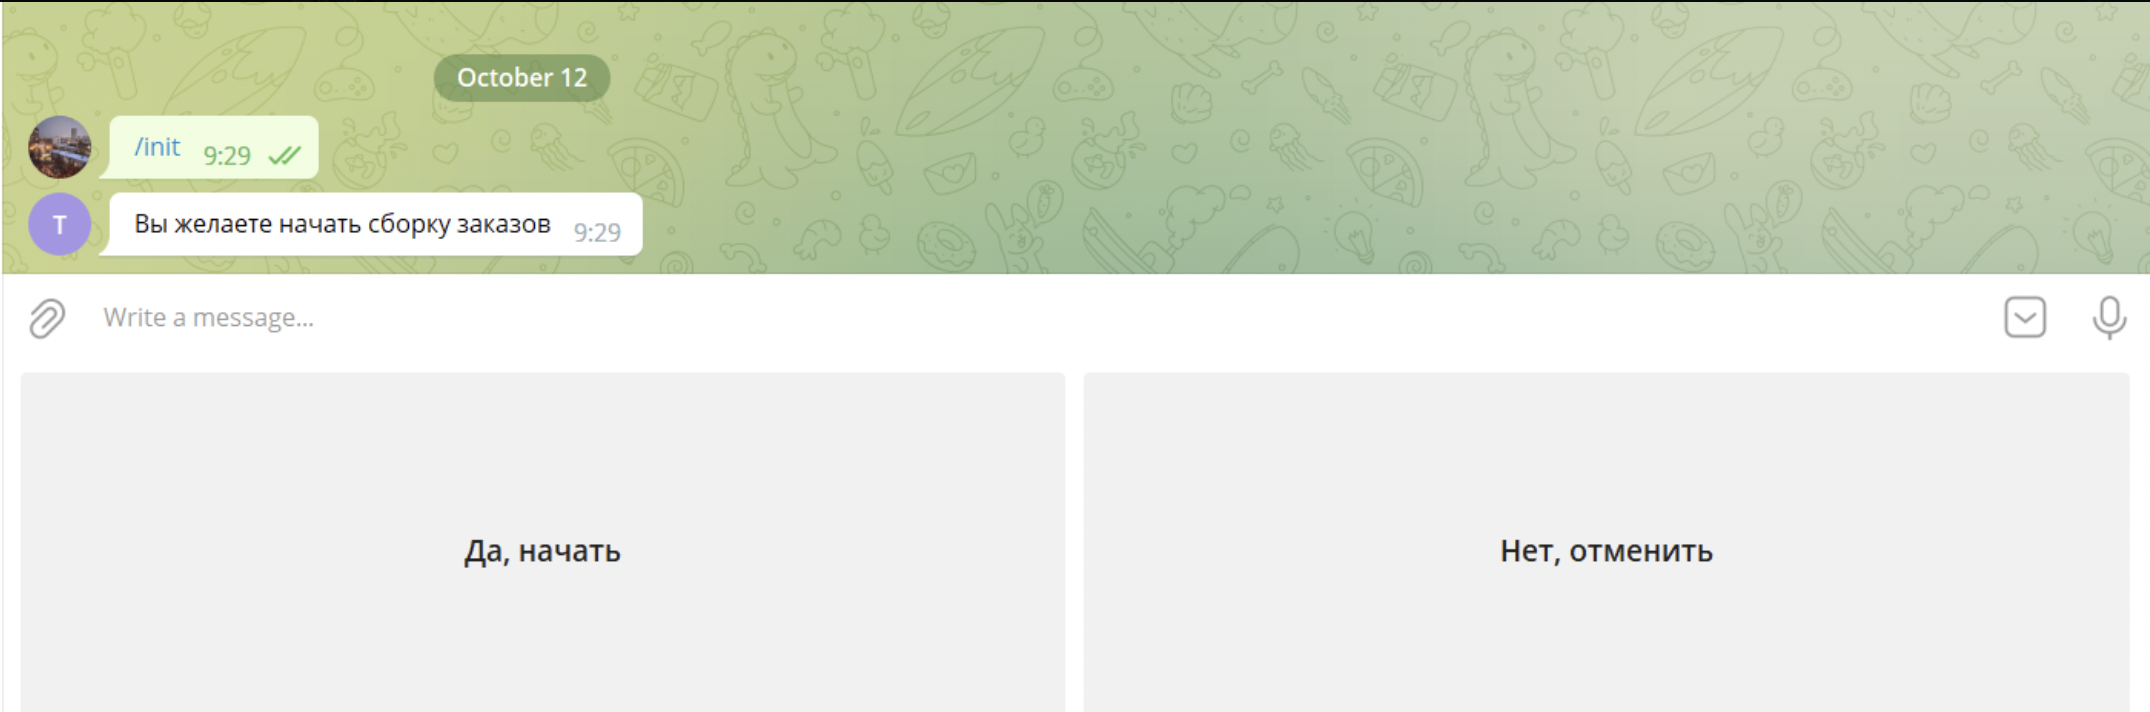 October 12
/init 9:29
T
Вы желаете начать сборку заказов 9:29
Write a message...
Да, начать
Нет, отменить